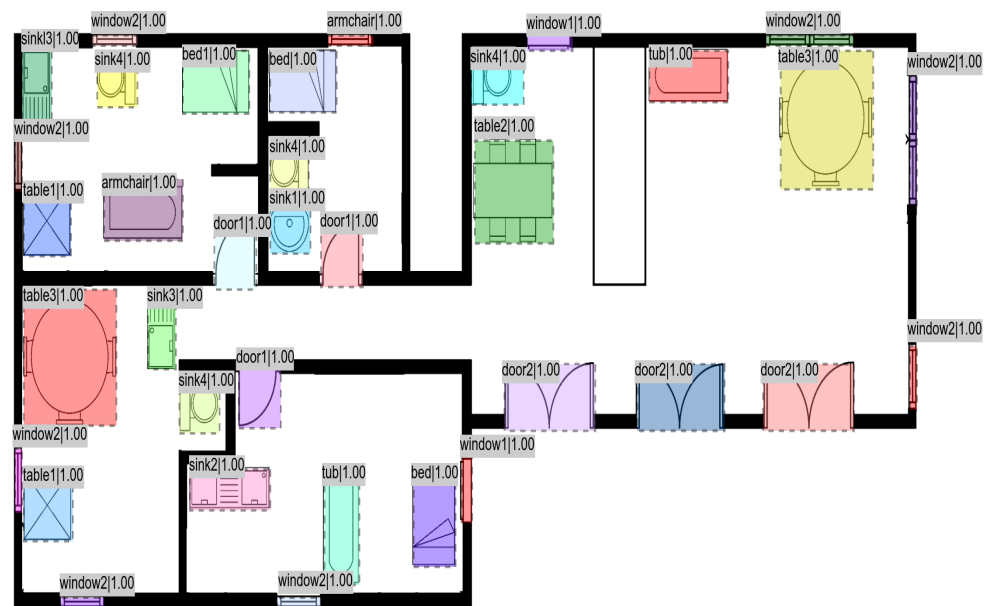 window2|1.00
armchair|1.00
window1|1.00
window2|1.00
sinkl3|1.00
sink4|1.00
bed1|1.00
bed|1.00
sink4|1.00
tub|1.00
table3|1.00
window2|1.00
window2|1.00
table2|1.00
sink4|1.00
table1|1.00
armchair|1.00
sink1|1.00
door1|1.00
door1|1.00
table3|1.00
sink3|1.00
window2|1.00
door1|1.00
sink4|1.00
door2|1.00
door2|1.00
door2|1.00
window2|1.00
window1|1.00
table1|1.00
sink2|1.00
tub|1.00
bed|1.00
window2|1.00
window2|1.00